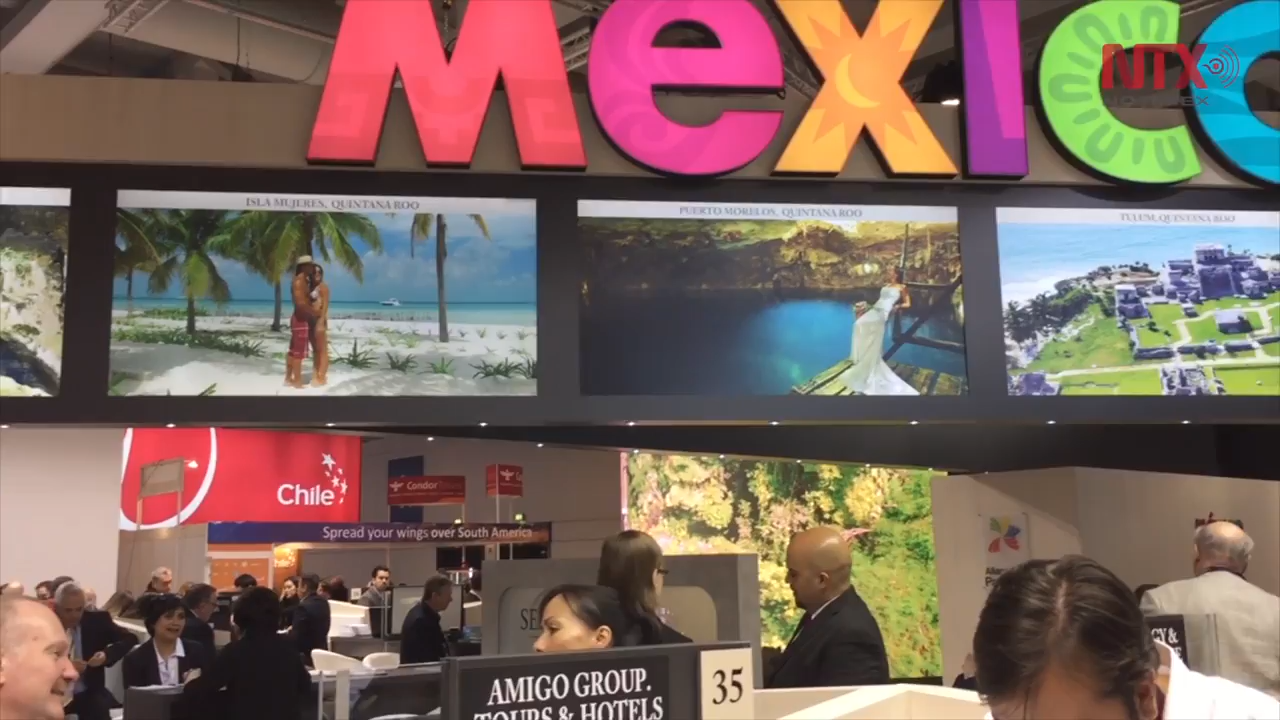 Mexico
NTX
ISLA MUJERES, QUINTANA ROO
PUERTO MORELOS, QUINTANA ROO
TULUM, QUINTANA ROO
Chile
Condor
Spread your wings over South America
AMIGO GROUP.
TOURS & HOTELS
35